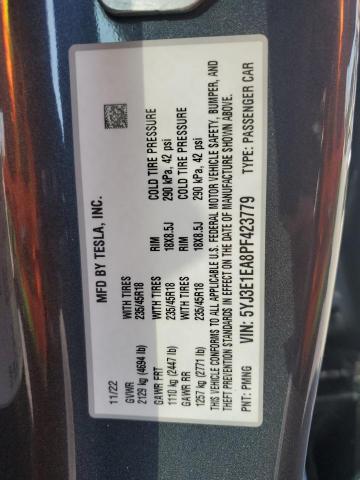 MFD BY TESLA, INC.
11/22
GVWR
2129 kg (4694 lb)
GAWR FRT WITH TIRES RIM COLD TIRE PRESSURE
1110 kg (2447 lb) 235/45R18 18X8.5J 290 kPa, 42 psi
GAWR RR WITH TIRES RIM COLD TIRE PRESSURE
1257 kg (2771 lb) 235/45R18 18X8.5J 290 kPa, 42 psi
THIS VEHICLE CONFORMS TO ALL APPLICABLE U.S. FEDERAL MOTOR VEHICLE SAFETY, BUMPER, AND
THEFT PREVENTION STANDARDS IN EFFECT ON THE DATE OF MANUFACTURE SHOWN ABOVE.
VIN: 5YJ3E1EA8PF423779
PNT: PMNG TYPE: PASSENGER CAR